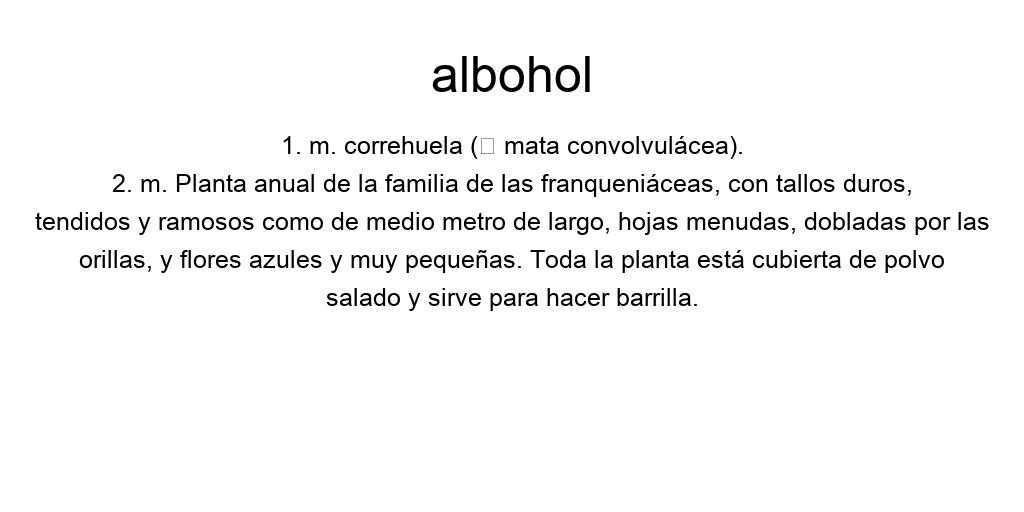 albohol
1. m. correhuela (□ mata convolvulácea).
2. m. Planta anual de la familia de las franqueniáceas, con tallos duros,
tendidos y ramosos como de medio metro de largo, hojas menudas, dobladas por las
orillas, y flores azules y muy pequeñas. Toda la planta está cubierta de polvo
salado y sirve para hacer barrilla.